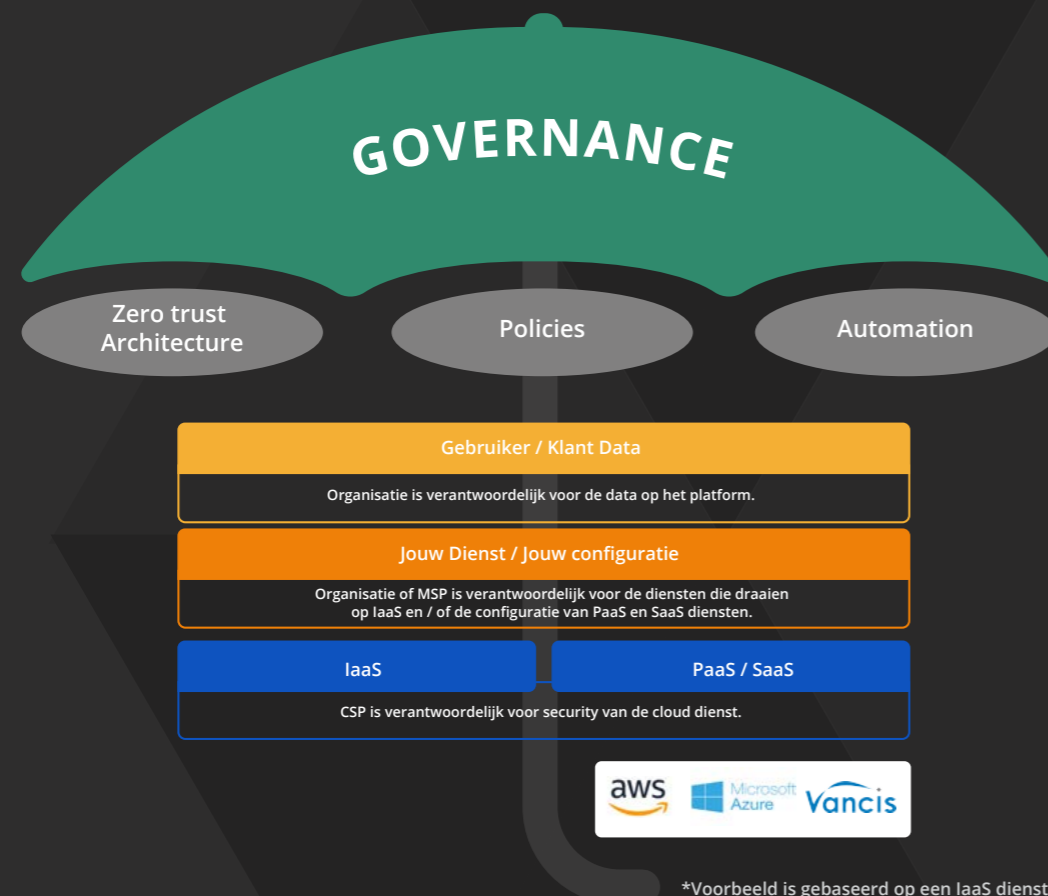 GOVERNANCE
Zero trust
Architecture
Policies
Automation
Gebruiker / Klant Data
Organisatie is verantwoordelijk voor de data op het platform.
Jouw Dienst / Jouw configuratie
Organisatie of MSP is verantwoordelijk voor de diensten die draaien
op IaaS en / of de configuratie van PaaS en SaaS diensten.
IaaS
PaaS / SaaS
CSP is verantwoordelijk voor security van de cloud dienst.
aws
Microsoft
Azure
Vancis
*Voorbeeld is gebaseerd op een IaaS dienst